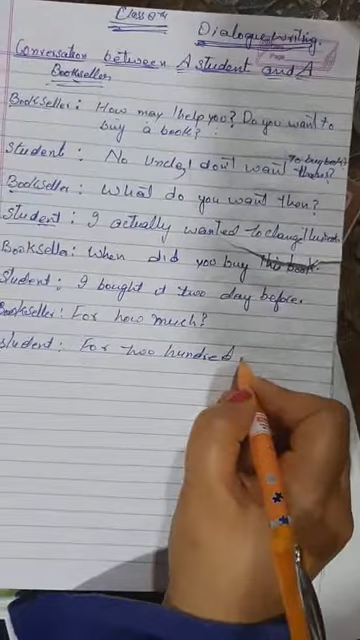 Class 8th
Dialogue writing.
Page
Conversation between A student and A
Bookseller
Bookseller: How may I help you? Do you want to
buy a book?
Student: No Uncle, I don't want to buy book
Bookseller: What do you want then?
Student: I actually wanted to change
Bookseller: When did you buy this book.
Student: I bought it two day before.
Bookseller: For how much?
Student: For two hundred